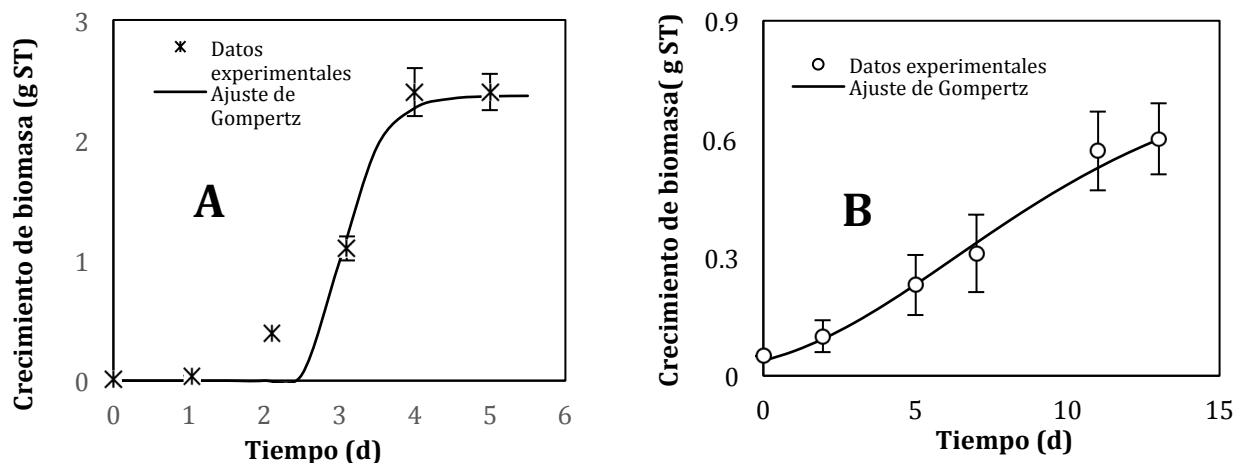 Crecimiento de biomasa (g ST)
3
2
1
0
Datos
experimentales
Ajuste de
Gompertz
A
0 1 2 3 4 5 6
Tiempo (d)
Crecimiento de biomasa( g ST)
0.9
0.6
0.3
0
Datos experimentales
Ajuste de Gompertz
B
0 5 10 15
Tiempo (d)